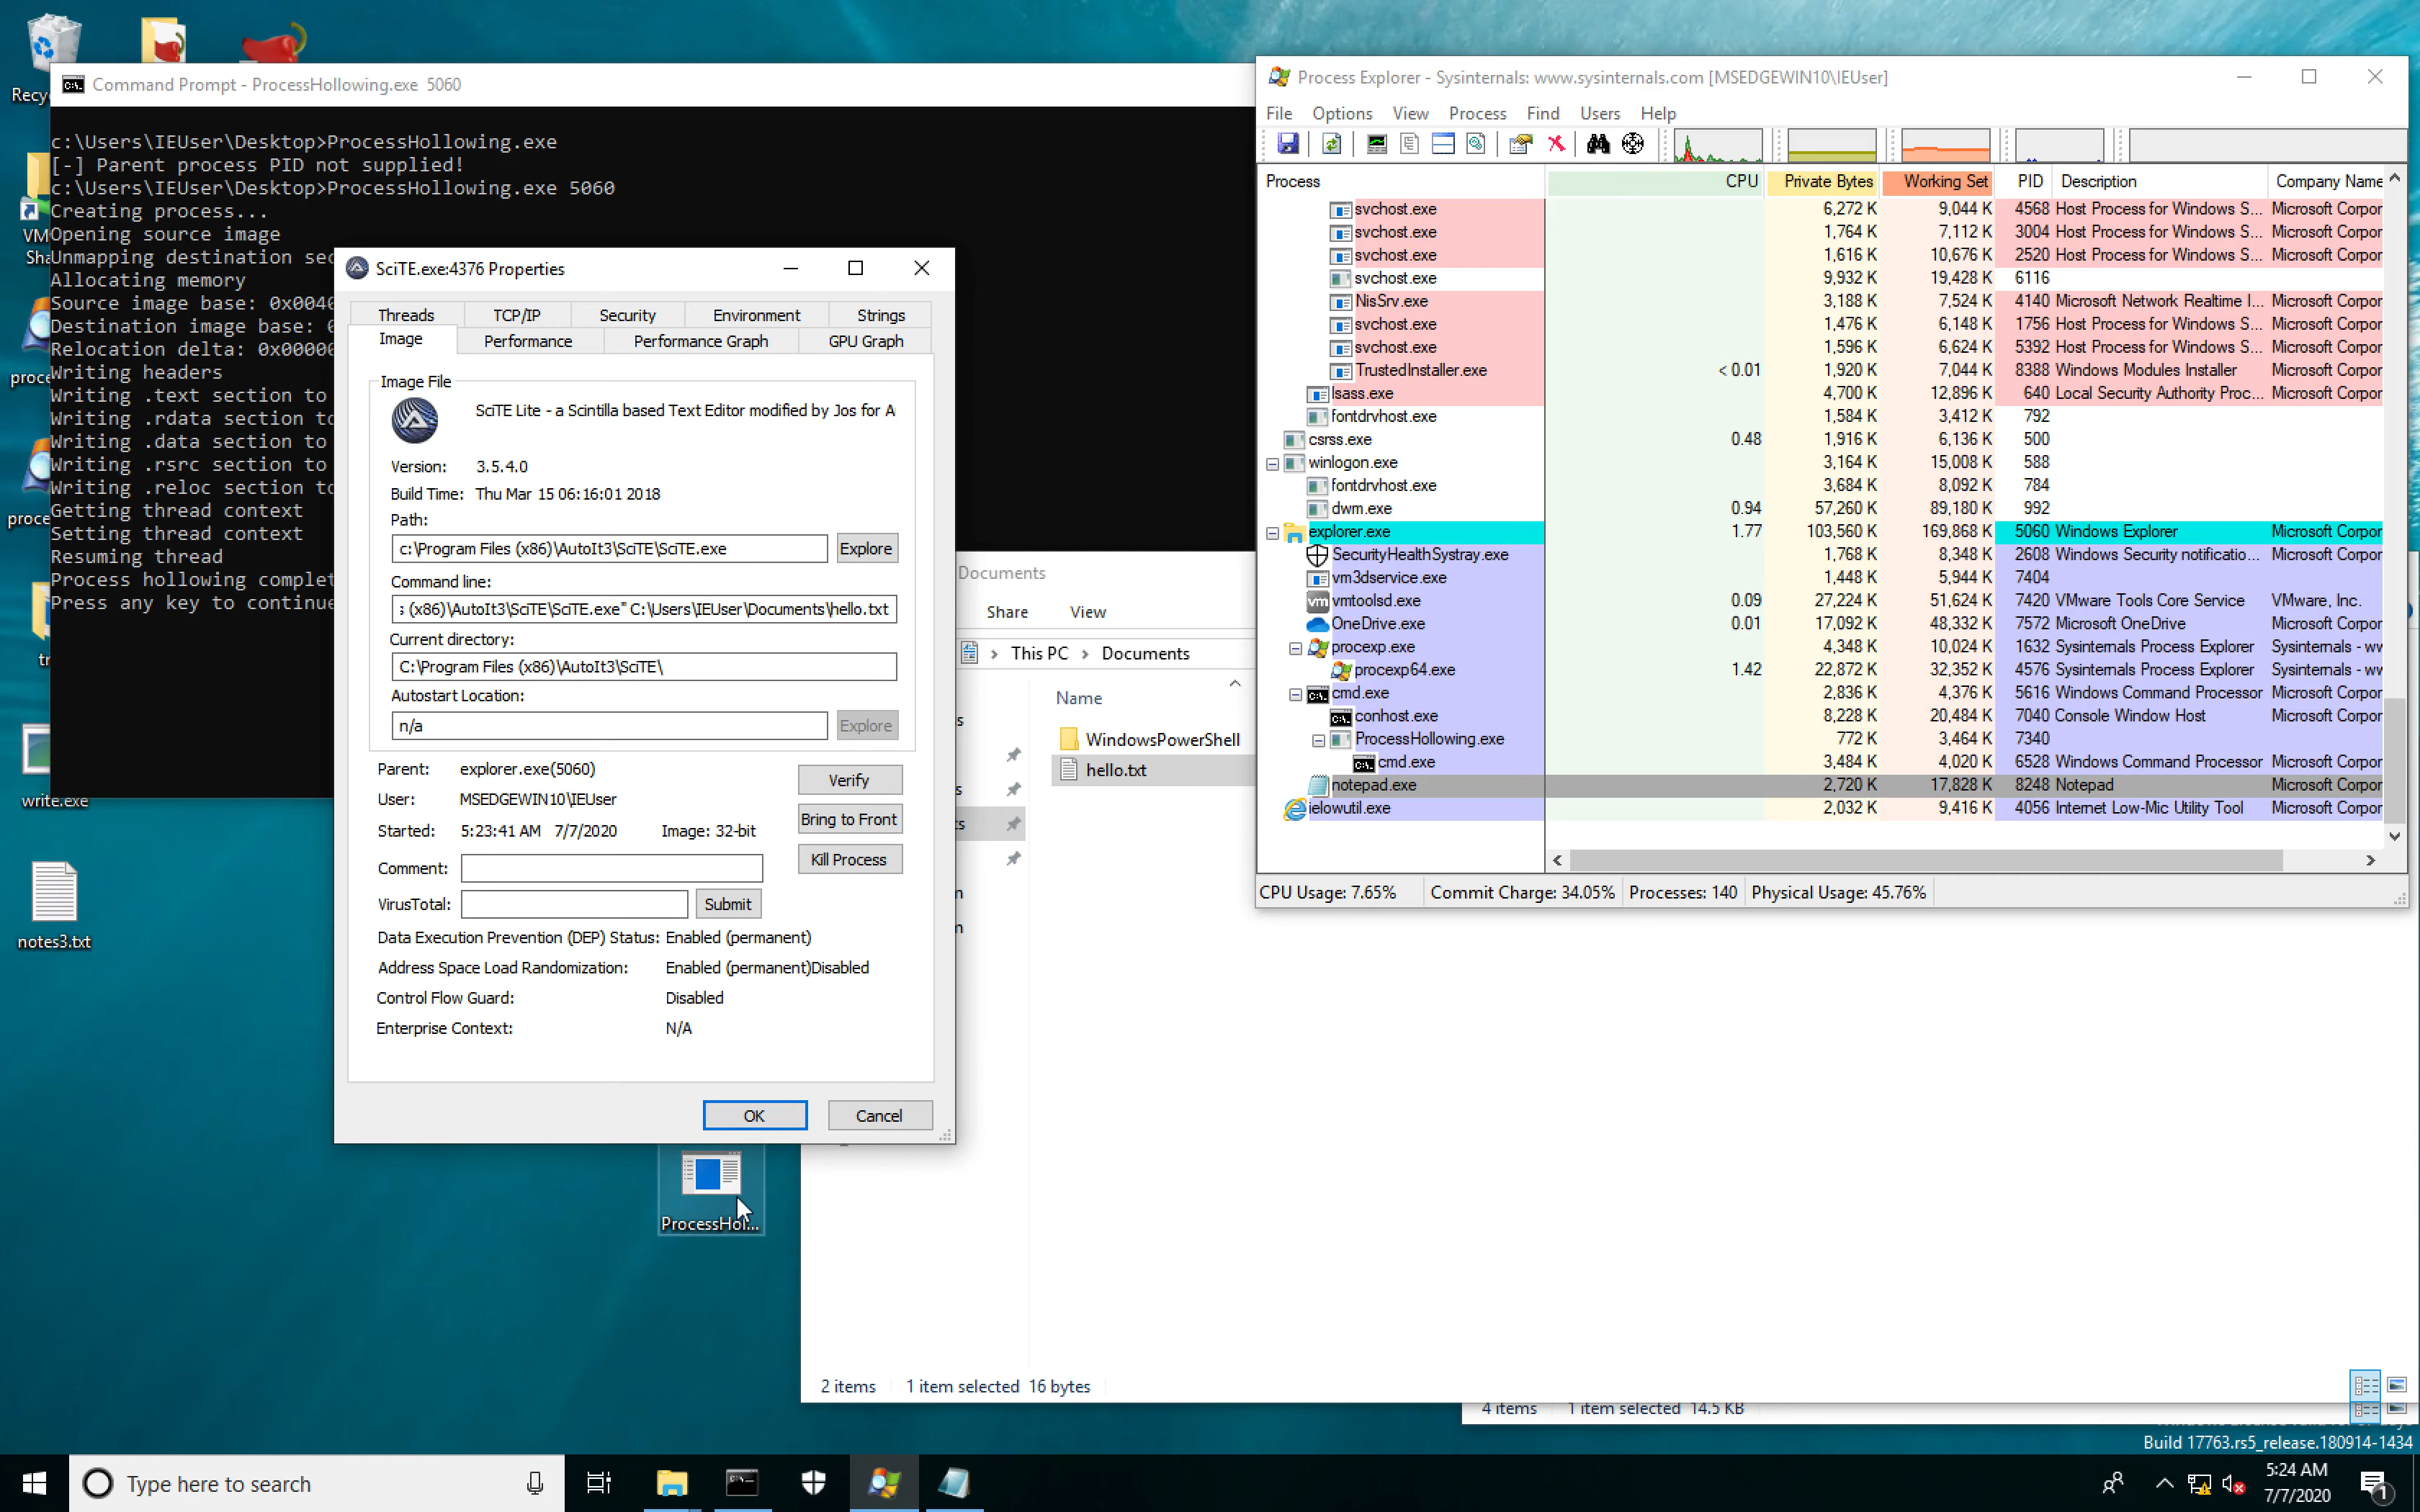 Recy
Command Prompt - ProcessHollowing.exe 5060
c:\Users\IEUser\Desktop>ProcessHollowing.exe
[-] Parent process PID not supplied!
c:\Users\IEUser\Desktop>ProcessHollowing.exe 5060
Creating process...
Opening source image
Unmapping destination sec
Allocating memory
Source image base: 0x0040
Destination image base: 0
Relocation delta: 0x00000
Writing headers
Writing .text section to
Writing .rdata section to
Writing .data section to
Writing .rsrc section to
Writing .reloc section to
Getting thread context
Setting thread context
Resuming thread
Process hollowing complet
Press any key to continue
VM
Sha
proce
proce
tr
write.exe
notes3.txt
SciTE.exe:4376 Properties
Threads TCP/IP Security Environment Strings
Image Performance Performance Graph GPU Graph
Image File
SciTE Lite - a Scintilla based Text Editor modified by Jos for A
Version: 3.5.4.0
Build Time: Thu Mar 15 06:16:01 2018
Path:
c:\Program Files (x86)\AutoIt3\SciTE\SciTE.exe Explore
Command line:
s (x86)\AutoIt3\SciTE\SciTE.exe" C:\Users\IEUser\Documents\hello.txt
Current directory:
C:\Program Files (x86)\AutoIt3\SciTE\
Autostart Location:
n/a Explore
Parent: explorer.exe(5060) Verify
User: MSEDGEWIN10\IEUser
Bring to Front
Started: 5:23:41 AM 7/7/2020 Image: 32-bit
Kill Process
Comment:
VirusTotal: Submit
Data Execution Prevention (DEP) Status: Enabled (permanent)
Address Space Load Randomization: Enabled (permanent)Disabled
Control Flow Guard: Disabled
Enterprise Context: N/A
OK Cancel
ProcessHol...
Documents
Share View
This PC > Documents
Name
WindowsPowerShell
hello.txt
2 items 1 item selected 16 bytes
4 items 1 item selected 14.5 KB
Process Explorer - Sysinternals: www.sysinternals.com [MSEDGEWIN10\IEUser]
File Options View Process Find Users Help
Process CPU Private Bytes Working Set PID Description Company Name
svchost.exe 6,272 K 9,044 K 4568 Host Process for Windows S... Microsoft Corpor
svchost.exe 1,764 K 7,112 K 3004 Host Process for Windows S... Microsoft Corpor
svchost.exe 1,616 K 10,676 K 2520 Host Process for Windows S... Microsoft Corpor
svchost.exe 9,932 K 19,428 K 6116
NisSrv.exe 3,188 K 7,524 K 4140 Microsoft Network Realtime I... Microsoft Corpor
svchost.exe 1,476 K 6,148 K 1756 Host Process for Windows S... Microsoft Corpor
svchost.exe 1,596 K 6,624 K 5392 Host Process for Windows S... Microsoft Corpor
TrustedInstaller.exe < 0.01 1,920 K 7,044 K 8388 Windows Modules Installer Microsoft Corpor
lsass.exe 4,700 K 12,896 K 640 Local Security Authority Proc... Microsoft Corpor
fontdrvhost.exe 1,584 K 3,412 K 792
csrss.exe 0.48 1,916 K 6,136 K 500
winlogon.exe 3,164 K 15,008 K 588
fontdrvhost.exe 3,684 K 8,092 K 784
dwm.exe 0.94 57,260 K 89,180 K 992
explorer.exe 1.77 103,560 K 169,868 K 5060 Windows Explorer Microsoft Corpor
SecurityHealthSystray.exe 1,768 K 8,348 K 2608 Windows Security notificatio... Microsoft Corpor
vm3dservice.exe 1,448 K 5,944 K 7404
vmtoolsd.exe 0.09 27,224 K 51,624 K 7420 VMware Tools Core Service VMware, Inc.
OneDrive.exe 0.01 17,092 K 48,332 K 7572 Microsoft OneDrive Microsoft Corpor
procexp.exe 4,348 K 10,024 K 1632 Sysinternals Process Explorer Sysinternals - ww
procexp64.exe 1.42 22,872 K 32,352 K 4576 Sysinternals Process Explorer Sysinternals - ww
cmd.exe 2,836 K 4,376 K 5616 Windows Command Processor Microsoft Corpor
conhost.exe 8,228 K 20,484 K 7040 Console Window Host Microsoft Corpor
ProcessHollowing.exe 772 K 3,464 K 7340
cmd.exe 3,484 K 4,020 K 6528 Windows Command Processor Microsoft Corpor
notepad.exe 2,720 K 17,828 K 8248 Notepad Microsoft Corpor
ielowutil.exe 2,032 K 9,416 K 4056 Internet Low-Mic Utility Tool Microsoft Corpor
CPU Usage: 7.65% Commit Charge: 34.05% Processes: 140 Physical Usage: 45.76%
Build 17763.rs5_release.180914-1434
Type here to search
5:24 AM
7/7/2020
1